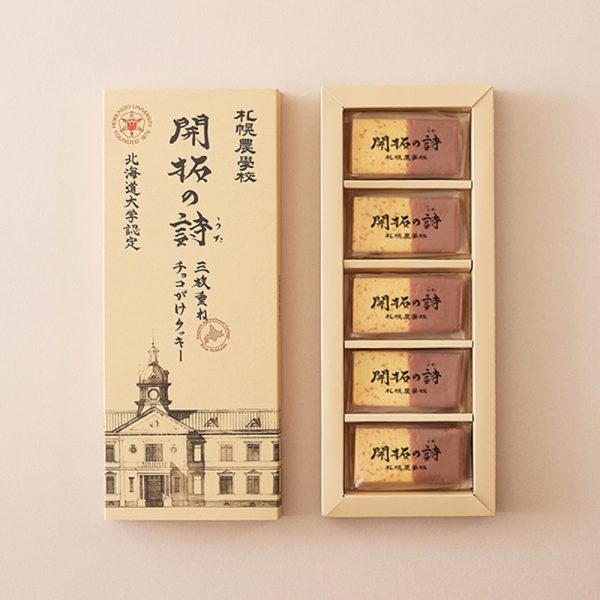 札幌農學校
開拓の詩
うた
三枚重ね
チョコがけクッキー
HOKKAIDO UNIVERSITY
FOUNDED 1876
北海道大学認定
開拓の詩
うた
札幌農學校
開拓の詩
うた
札幌農學校
開拓の詩
うた
札幌農學校
開拓の詩
うた
札幌農學校
開拓の詩
うた
札幌農學校